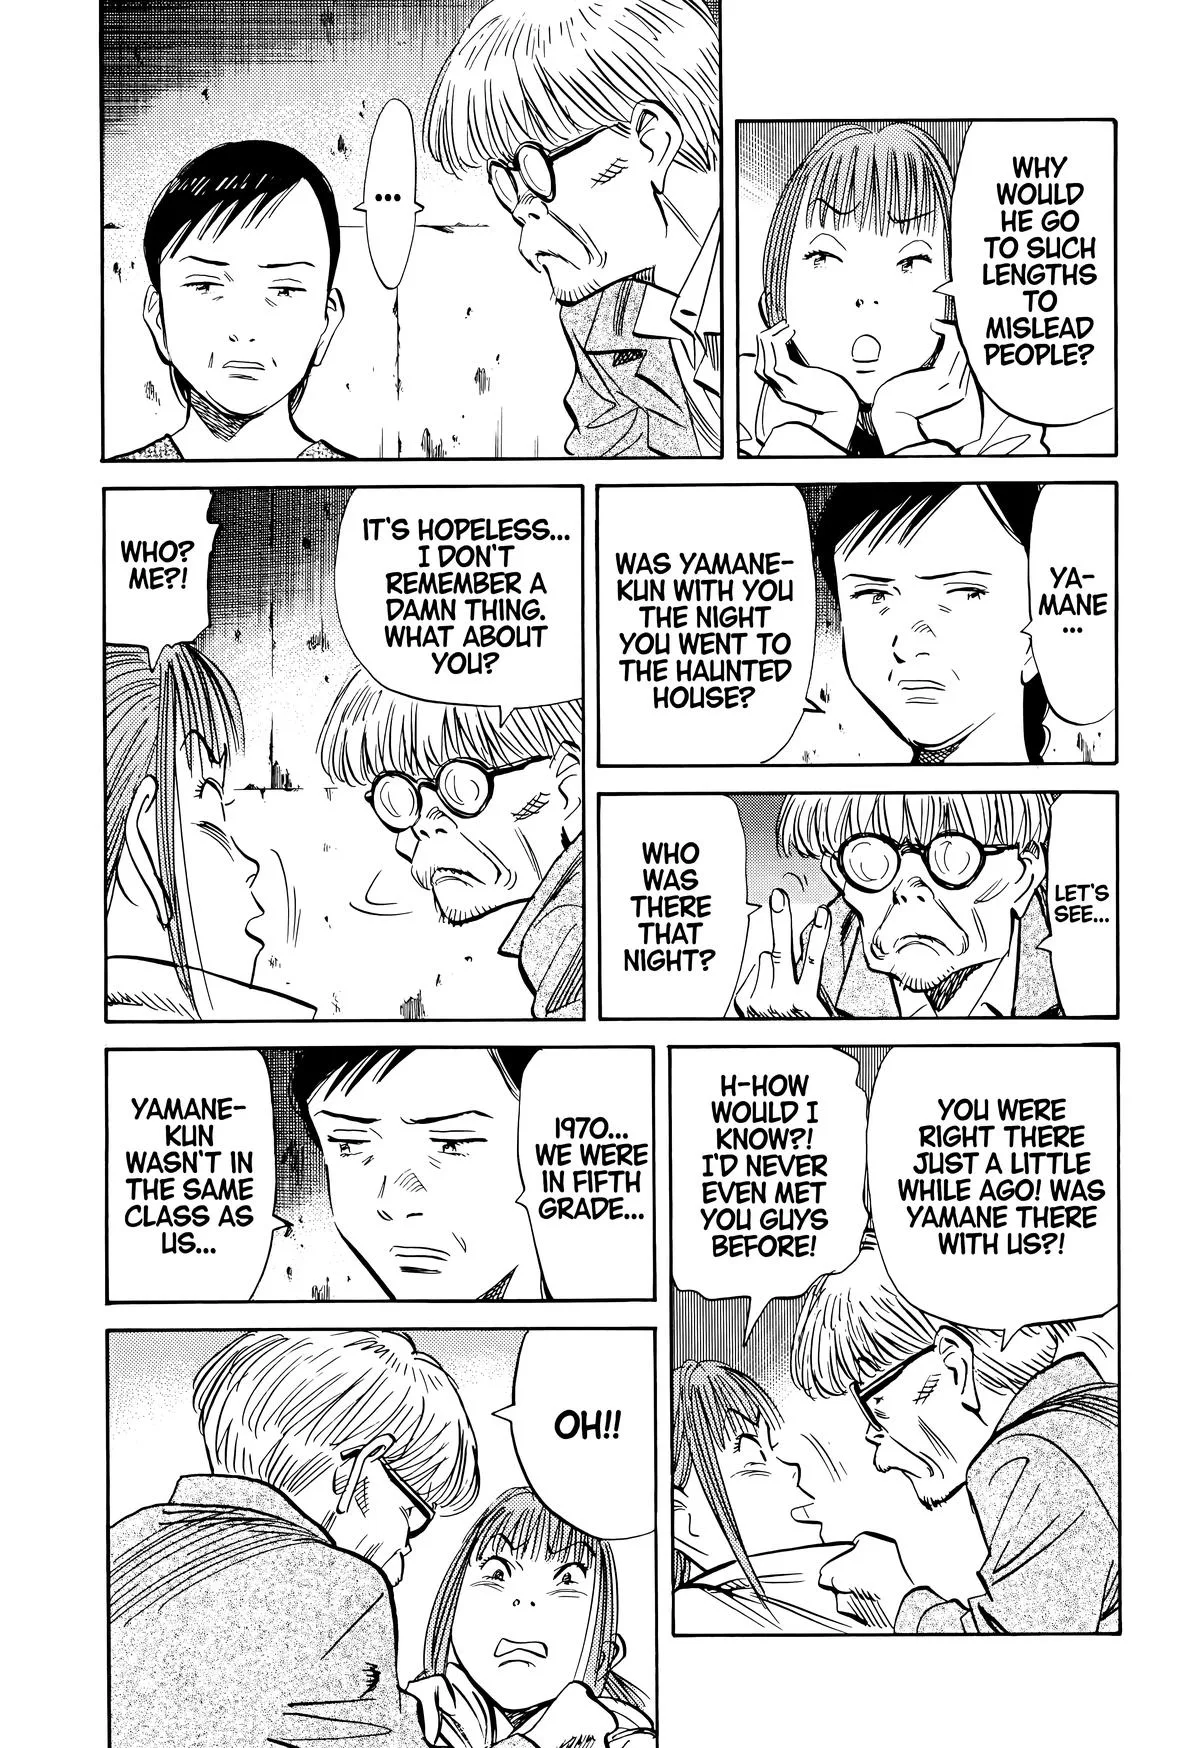 WHY
WOULD
HE GO
TO SUCH
LENGTHS
TO
MISLEAD
PEOPLE?
...
YA-
MANE
...
WAS YAMANE-
KUN WITH YOU
THE NIGHT
YOU WENT TO
THE HAUNTED
HOUSE?
LET'S
SEE...
WHO
WAS
THERE
THAT
NIGHT?
IT'S HOPELESS...
I DON'T
REMEMBER A
DAMN THING.
WHAT ABOUT
YOU?
WHO?
ME?!
YOU WERE
RIGHT THERE
JUST A LITTLE
WHILE AGO! WAS
YAMANE THERE
WITH US?!
H-HOW
WOULD I
KNOW?!
I'D NEVER
EVEN MET
YOU GUYS
BEFORE!
1970...
WE WERE
IN FIFTH
GRADE...
YAMANE-
KUN
WASN'T IN
THE SAME
CLASS AS
US...
OH!!